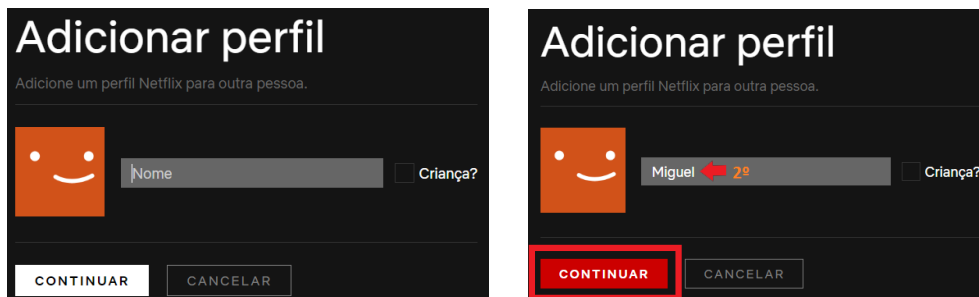 Adicionar perfil
Adicione um perfil Netflix para outra pessoa.
Nome
Criança?
CONTINUAR
CANCELAR
Adicionar perfil
Adicione um perfil Netflix para outra pessoa.
Miguel 2º
Criança?
CONTINUAR
CANCELAR